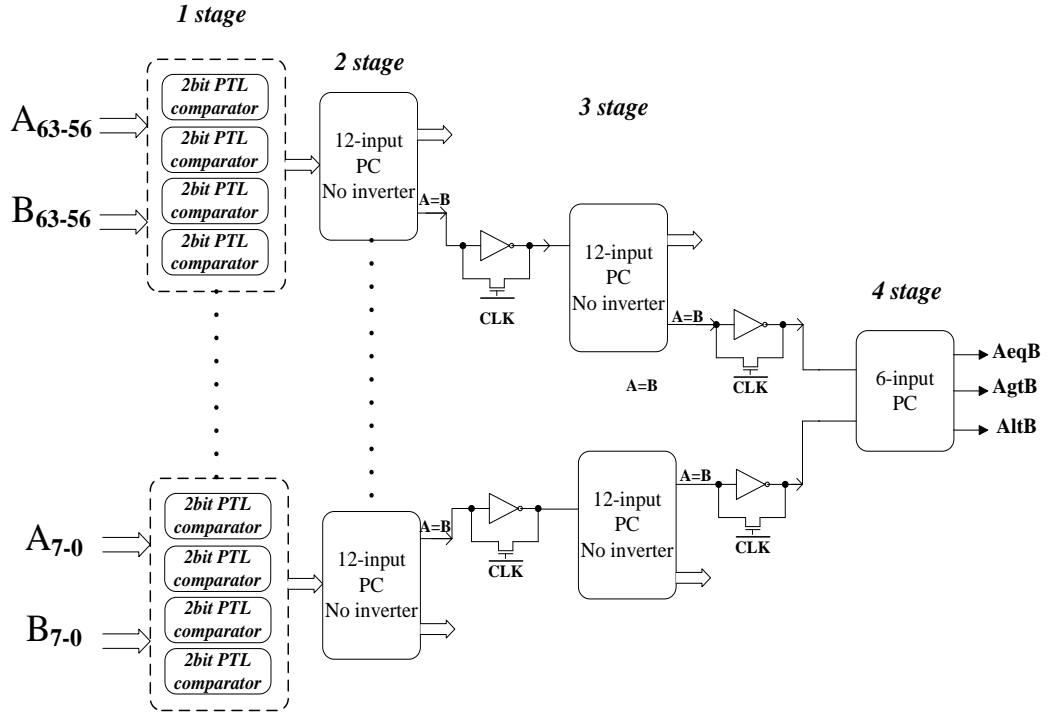 1 stage
2 stage
3 stage
4 stage
A63-56
B63-56
2bit PTL
comparator
2bit PTL
comparator
2bit PTL
comparator
2bit PTL
comparator
12-input
PC
No inverter
A=B
CLK
12-input
PC
No inverter
A=B
CLK
A=B
6-input
PC
AeqB
AgtB
AltB
A7-0
B7-0
2bit PTL
comparator
2bit PTL
comparator
2bit PTL
comparator
2bit PTL
comparator
12-input
PC
No inverter
A=B
CLK
12-input
PC
No inverter
A=B
CLK